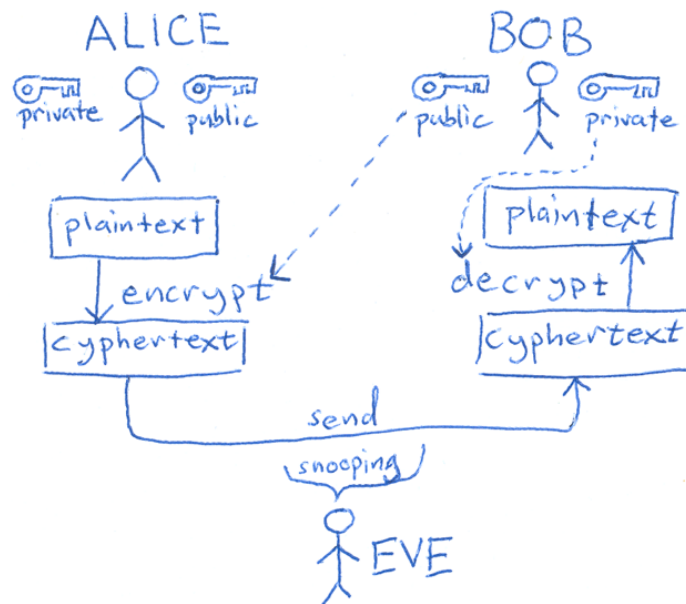 ALICE BOB
private public public private
plaintext plaintext
encrypt decrypt
cyphertext cyphertext
send
snooping
EVE